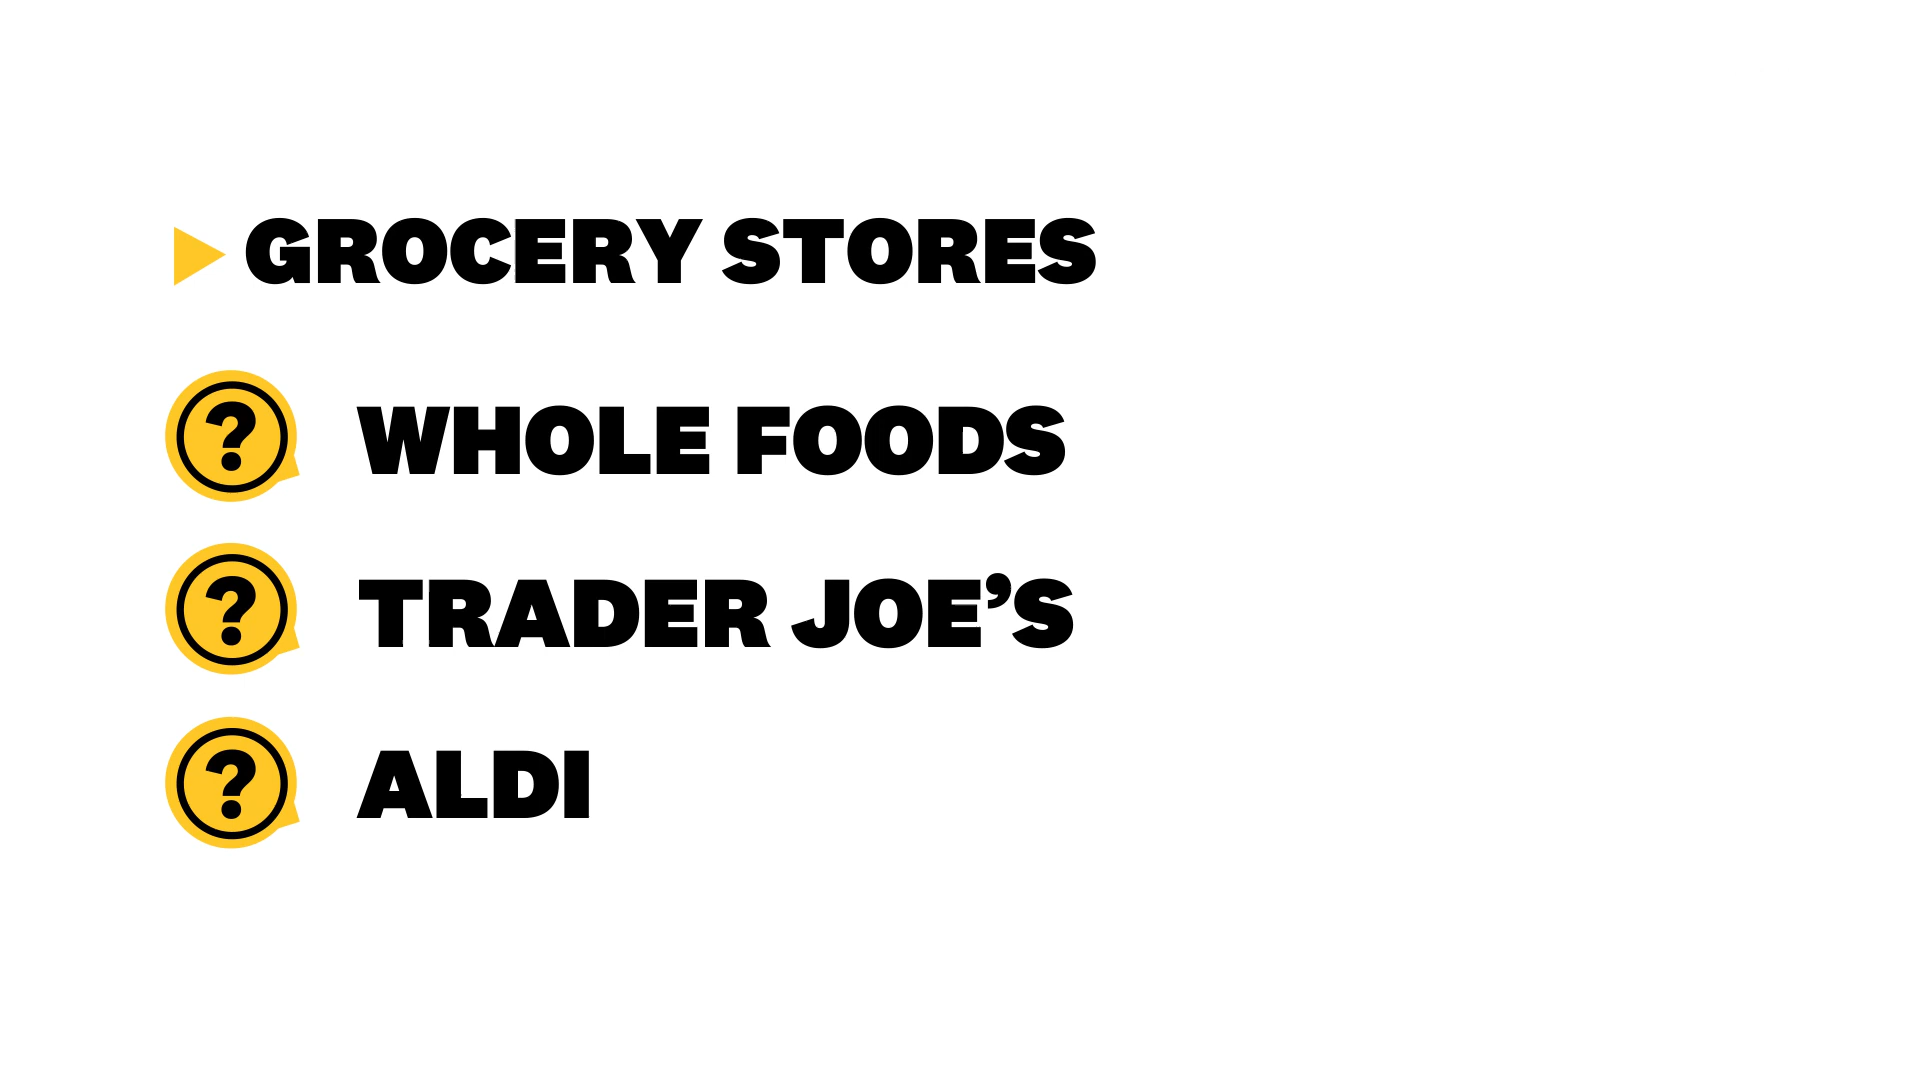 GROCERY STORES
? WHOLE FOODS
? TRADER JOE’S
? ALDI